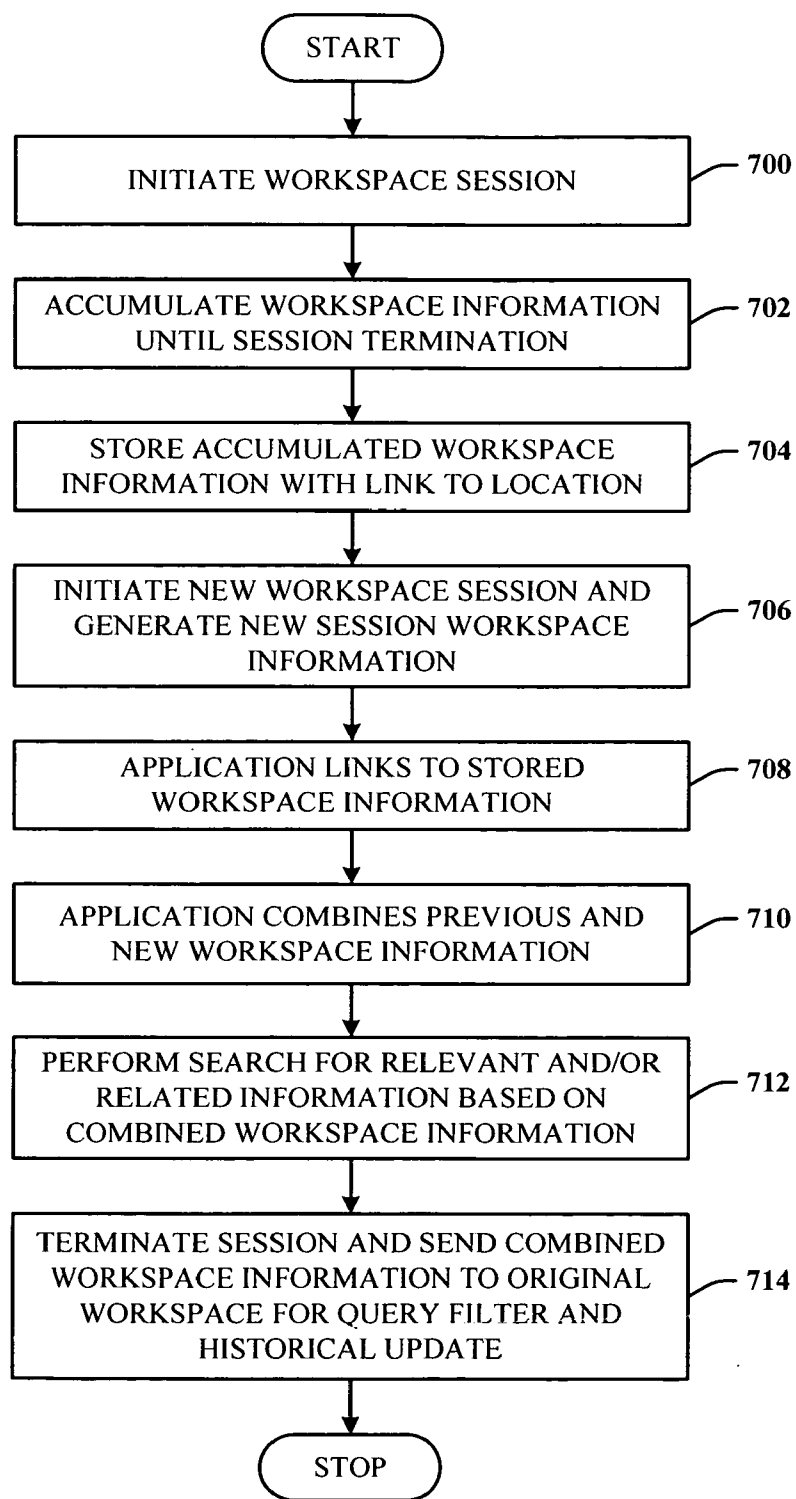 START
INITIATE WORKSPACE SESSION
700
ACCUMULATE WORKSPACE INFORMATION
UNTIL SESSION TERMINATION
702
STORE ACCUMULATED WORKSPACE
INFORMATION WITH LINK TO LOCATION
704
INITIATE NEW WORKSPACE SESSION AND
GENERATE NEW SESSION WORKSPACE
INFORMATION
706
APPLICATION LINKS TO STORED
WORKSPACE INFORMATION
708
APPLICATION COMBINES PREVIOUS AND
NEW WORKSPACE INFORMATION
710
PERFORM SEARCH FOR RELEVANT AND/OR
RELATED INFORMATION BASED ON
COMBINED WORKSPACE INFORMATION
712
TERMINATE SESSION AND SEND COMBINED
WORKSPACE INFORMATION TO ORIGINAL
WORKSPACE FOR QUERY FILTER AND
HISTORICAL UPDATE
714
STOP